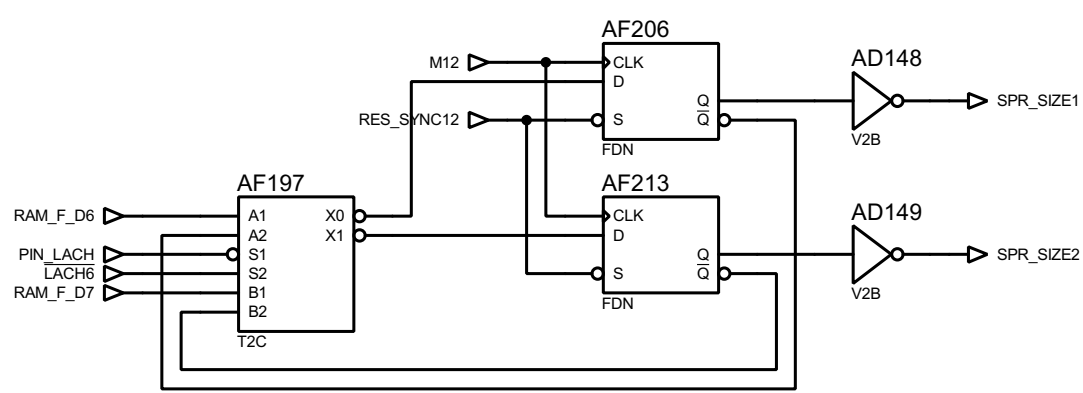 AF206
M12
CLK
D
AD148
Q
SPR_SIZE1
RES_SYNC12
S
Q
FDN
V2B
AF197
AF213
RAM_F_D6
A1
X0
CLK
AD149
A2
X1
D
PIN_LACH
S1
Q
SPR_SIZE2
LACH6
S2
S
Q
RAM_F_D7
B1
FDN
V2B
B2
T2C